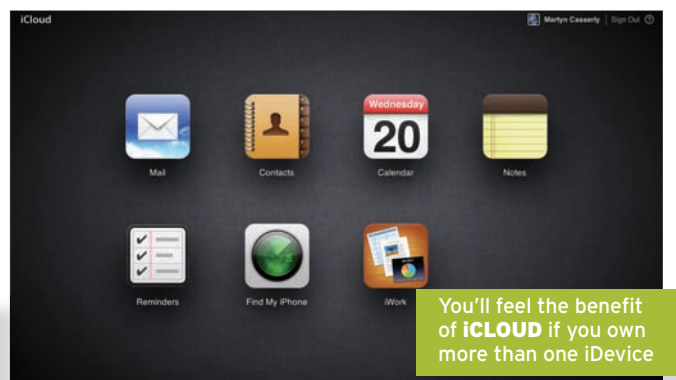 iCloud
Martyn Casserly | Sign Out ?
Wednesday
20
Mail
Contacts
Calendar
Notes
Reminders
Find My iPhone
iWork
You'll feel the benefit
of iCLOUD if you own
more than one iDevice